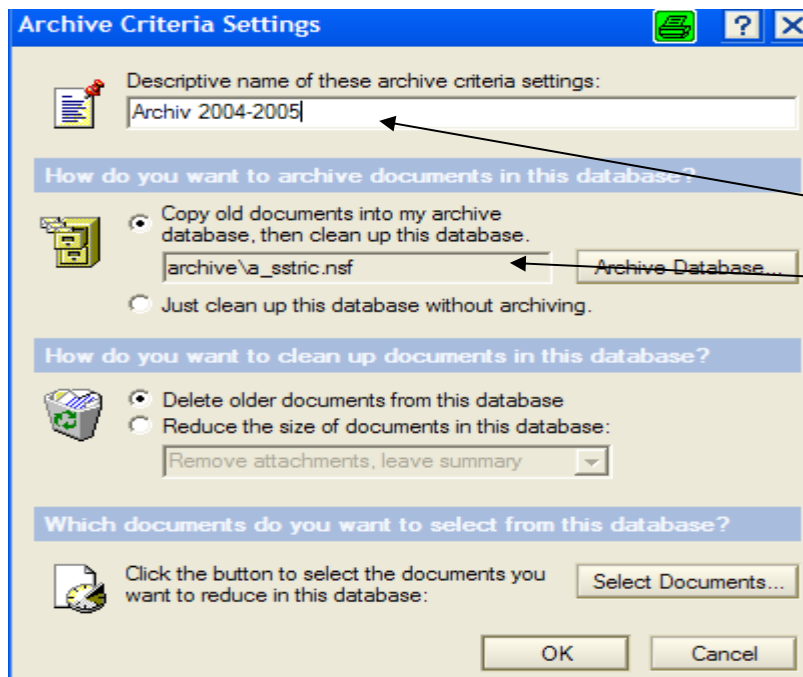 Archive Criteria Settings
Descriptive name of these archive criteria settings:
Archiv 2004-2005
How do you want to archive documents in this database?
Copy old documents into my archive
database, then clean up this database.
archive\a_sstric.nsf
Archive Database...
Just clean up this database without archiving.
How do you want to clean up documents in this database?
Delete older documents from this database
Reduce the size of documents in this database:
Remove attachments, leave summary
Which documents do you want to select from this database?
Click the button to select the documents you
want to reduce in this database:
Select Documents...
OK
Cancel